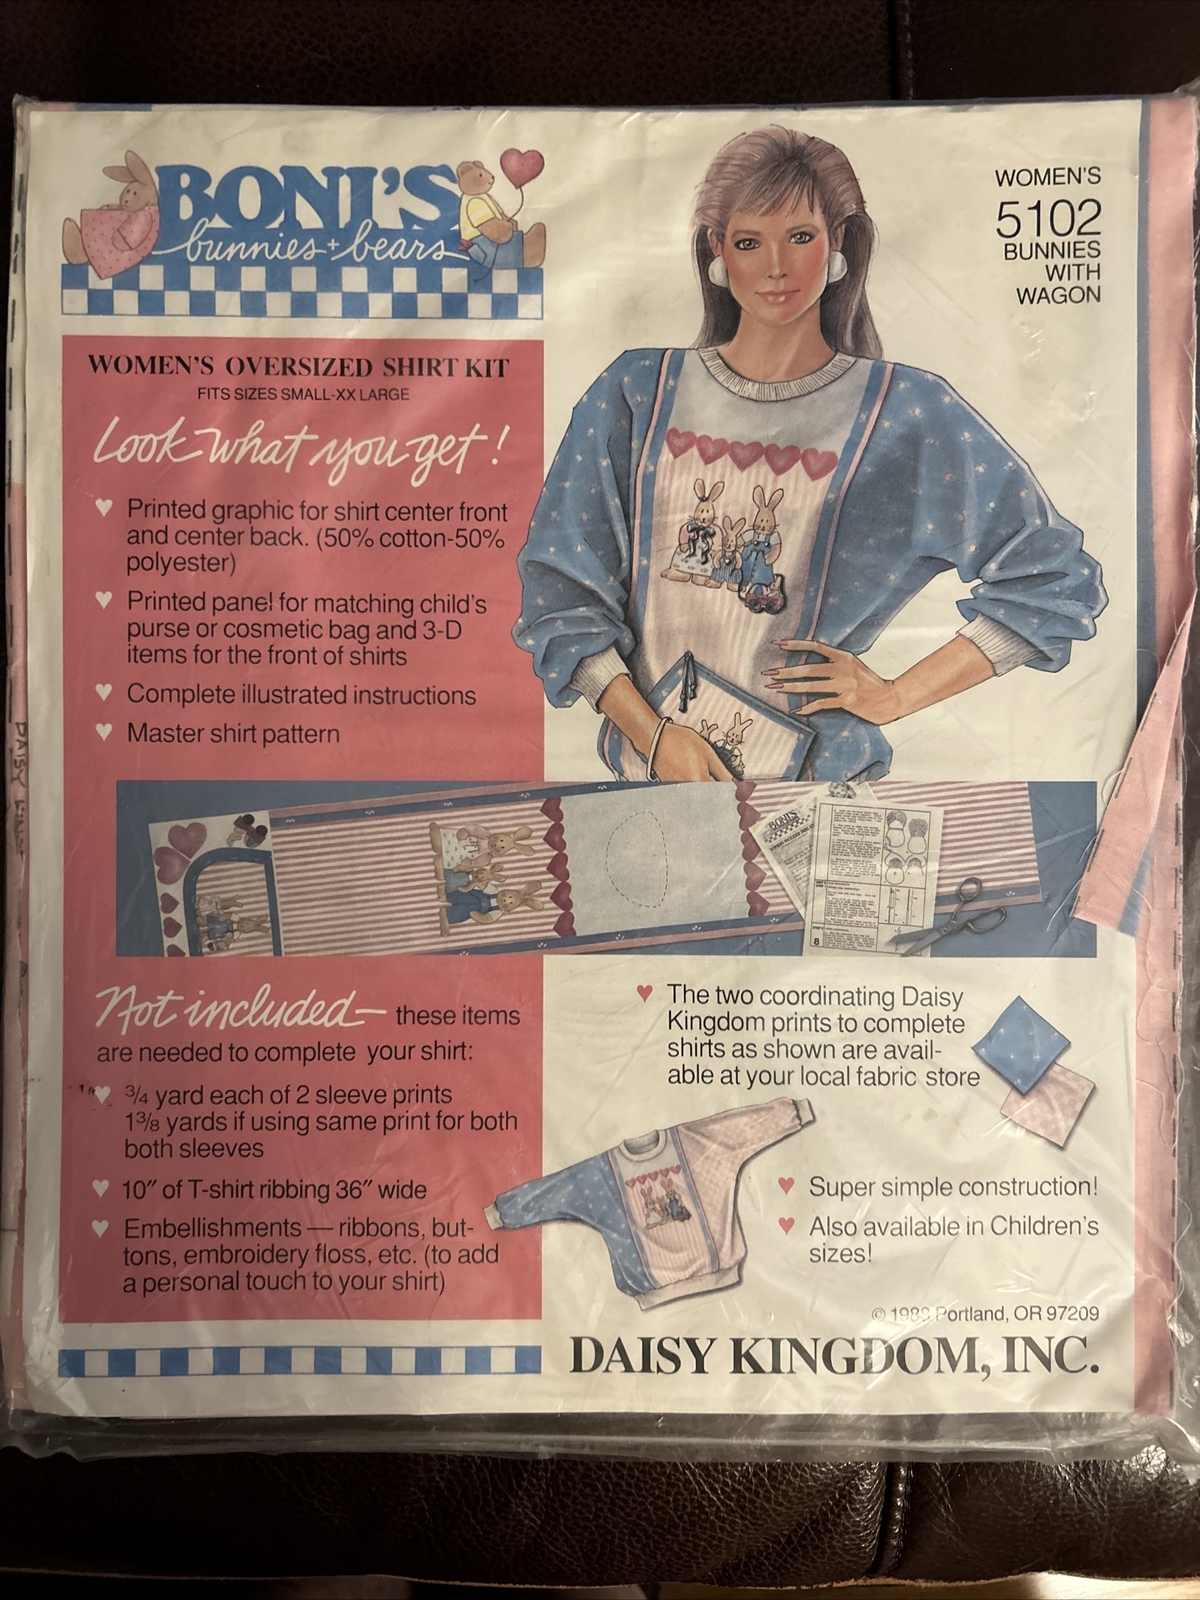 BONI'S
bunnies + bears
WOMEN'S
5102
BUNNIES
WITH
WAGON
WOMEN'S OVERSIZED SHIRT KIT
FITS SIZES SMALL-XX LARGE
Look what you get!
Printed graphic for shirt center front
and center back. (50% cotton-50%
polyester)
Printed panel for matching child's
purse or cosmetic bag and 3-D
items for the front of shirts
Complete illustrated instructions
Master shirt pattern
DAISY
BONI'S
8
Not included— these items
are needed to complete your shirt:
3/4 yard each of 2 sleeve prints
1 3/8 yards if using same print for both
both sleeves
10″ of T-shirt ribbing 36″ wide
Embellishments — ribbons, but-
tons, embroidery floss, etc. (to add
a personal touch to your shirt)
The two coordinating Daisy
Kingdom prints to complete
shirts as shown are avail-
able at your local fabric store
Super simple construction!
Also available in Children's
sizes!
© 1989 Portland, OR 97209
DAISY KINGDOM, INC.